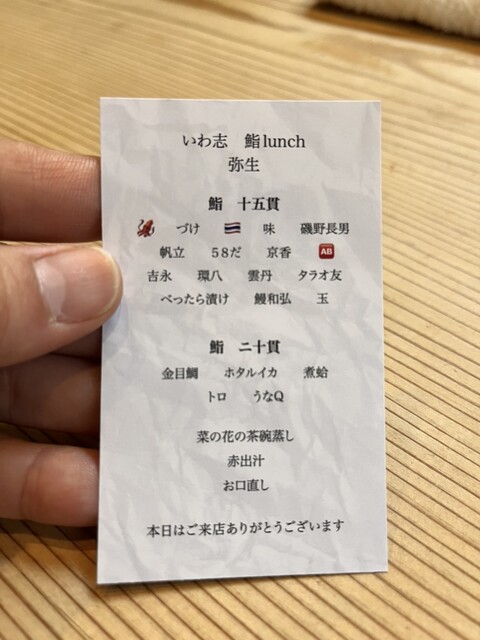 いわ志　鮨lunch
弥生
鮨　十五貫
🦑　づけ　🇹🇭　味　磯野長男
帆立　５８だ　京香　🆎
吉永　環八　雲丹　タラオ友
べったら漬け　鰻和弘　玉
鮨　二十貫
金目鯛　ホタルイカ　煮蛤
トロ　うなQ
菜の花の茶碗蒸し
赤出汁
お口直し
本日はご来店ありがとうございます